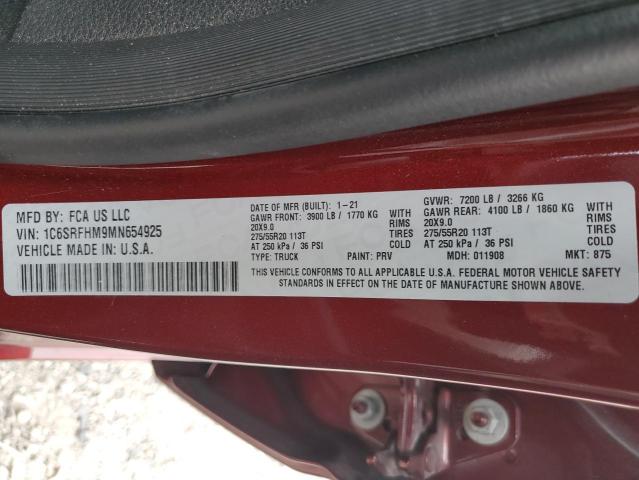 MFD BY: FCA US LLC
VIN: 1C6SRFHM9MN654925
VEHICLE MADE IN: U.S.A.
DATE OF MFR (BUILT): 1-21
GAWR FRONT: 3900 LB / 1770 KG
20X9.0 RIMS
275/55R20 113T TIRES
AT 250 kPa / 36 PSI
TYPE: TRUCK PAINT: PRV
GVWR: 7200 LB / 3266 KG
GAWR REAR: 4100 LB / 1860 KG
20X9.0 RIMS
275/55R20 113T TIRES
AT 250 kPa / 36 PSI
MDH: 011908 MKT: 875
THIS VEHICLE CONFORMS TO ALL APPLICABLE U.S.A. FEDERAL MOTOR VEHICLE SAFETY
STANDARDS IN EFFECT ON THE DATE OF MANUFACTURE SHOWN ABOVE.